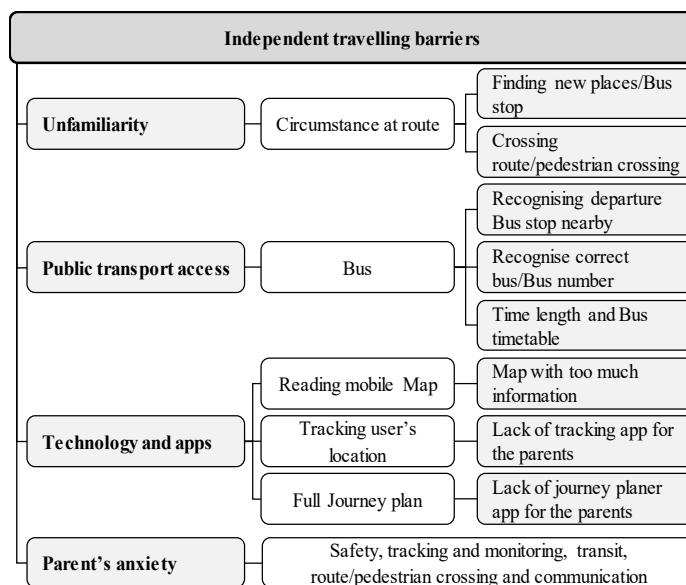 Independent travelling barriers
Unfamiliarity
Circumstance at route
Finding new places/Bus
stop
Crossing
route/pedestrian crossing
Public transport access
Bus
Recognising departure
Bus stop nearby
Recognise correct
bus/Bus number
Time length and Bus
timetable
Technology and apps
Reading mobile Map
Map with too much
information
Tracking user's
location
Lack of tracking app for
the parents
Full Journey plan
Lack of journey planer
app for the parents
Parent's anxiety
Safety, tracking and monitoring, transit,
route/pedestrian crossing and communication